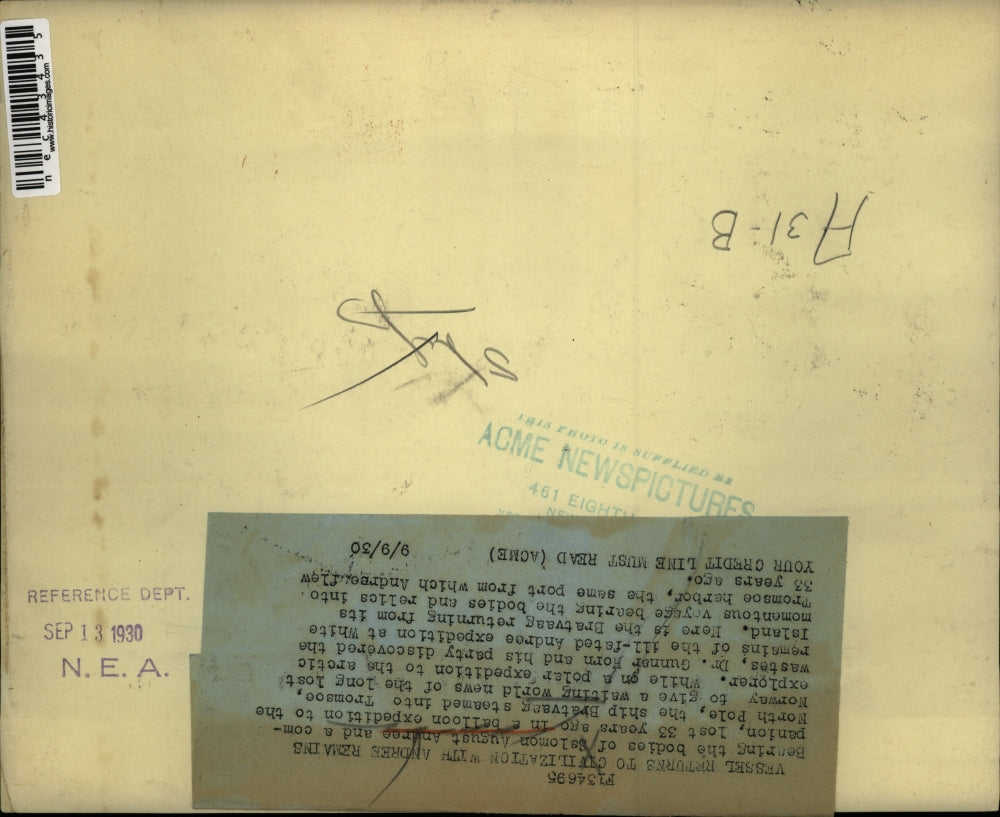 nec43435
www.historicimages.com
A31-B
THIS PHOTO IS SUPPLIED BY
ACME NEWSPICTURES
461 EIGHTH
REFERENCE DEPT.
SEP 13 1930
N. E. A.
F134695
VESSEL RETURNS TO CIVILIZATION WITH ANDREE REMAINS
Bearing the bodies of Salomon August Andree and a com-
panion, lost 33 years ago in a balloon expedition to the
North Pole, the ship Bratvaag steamed into Tromsoe,
Norway to give a waiting world news of the long lost
explorer. While on a polar expedition to the arctic
wastes, Dr. Gunner Horn and his party discovered the
remains of the ill-fated Andree expedition at White
Island. Here is the Bratvaag returning from its
momentous voyage bearing the bodies and relics into
Tromsoe harbor, the same port from which Andree flew
33 years ago.
YOUR CREDIT LINE MUST READ (ACME) 9/9/30